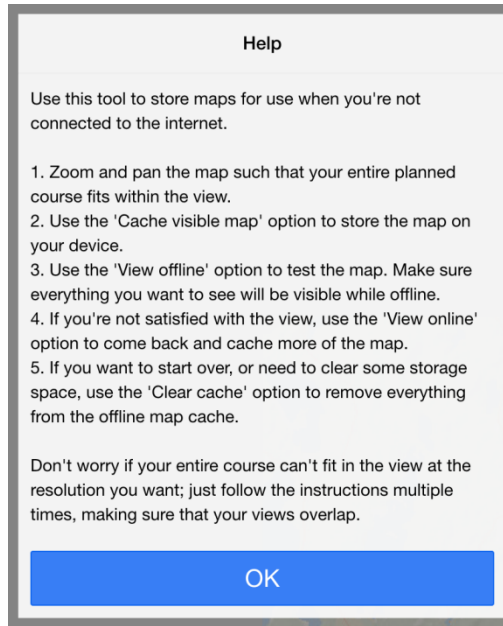 Help
Use this tool to store maps for use when you're not
connected to the internet.
1. Zoom and pan the map such that your entire planned
course fits within the view.
2. Use the 'Cache visible map' option to store the map on
your device.
3. Use the 'View offline' option to test the map. Make sure
everything you want to see will be visible while offline.
4. If you're not satisfied with the view, use the 'View online'
option to come back and cache more of the map.
5. If you want to start over, or need to clear some storage
space, use the 'Clear cache' option to remove everything
from the offline map cache.
Don't worry if your entire course can't fit in the view at the
resolution you want; just follow the instructions multiple
times, making sure that your views overlap.
OK